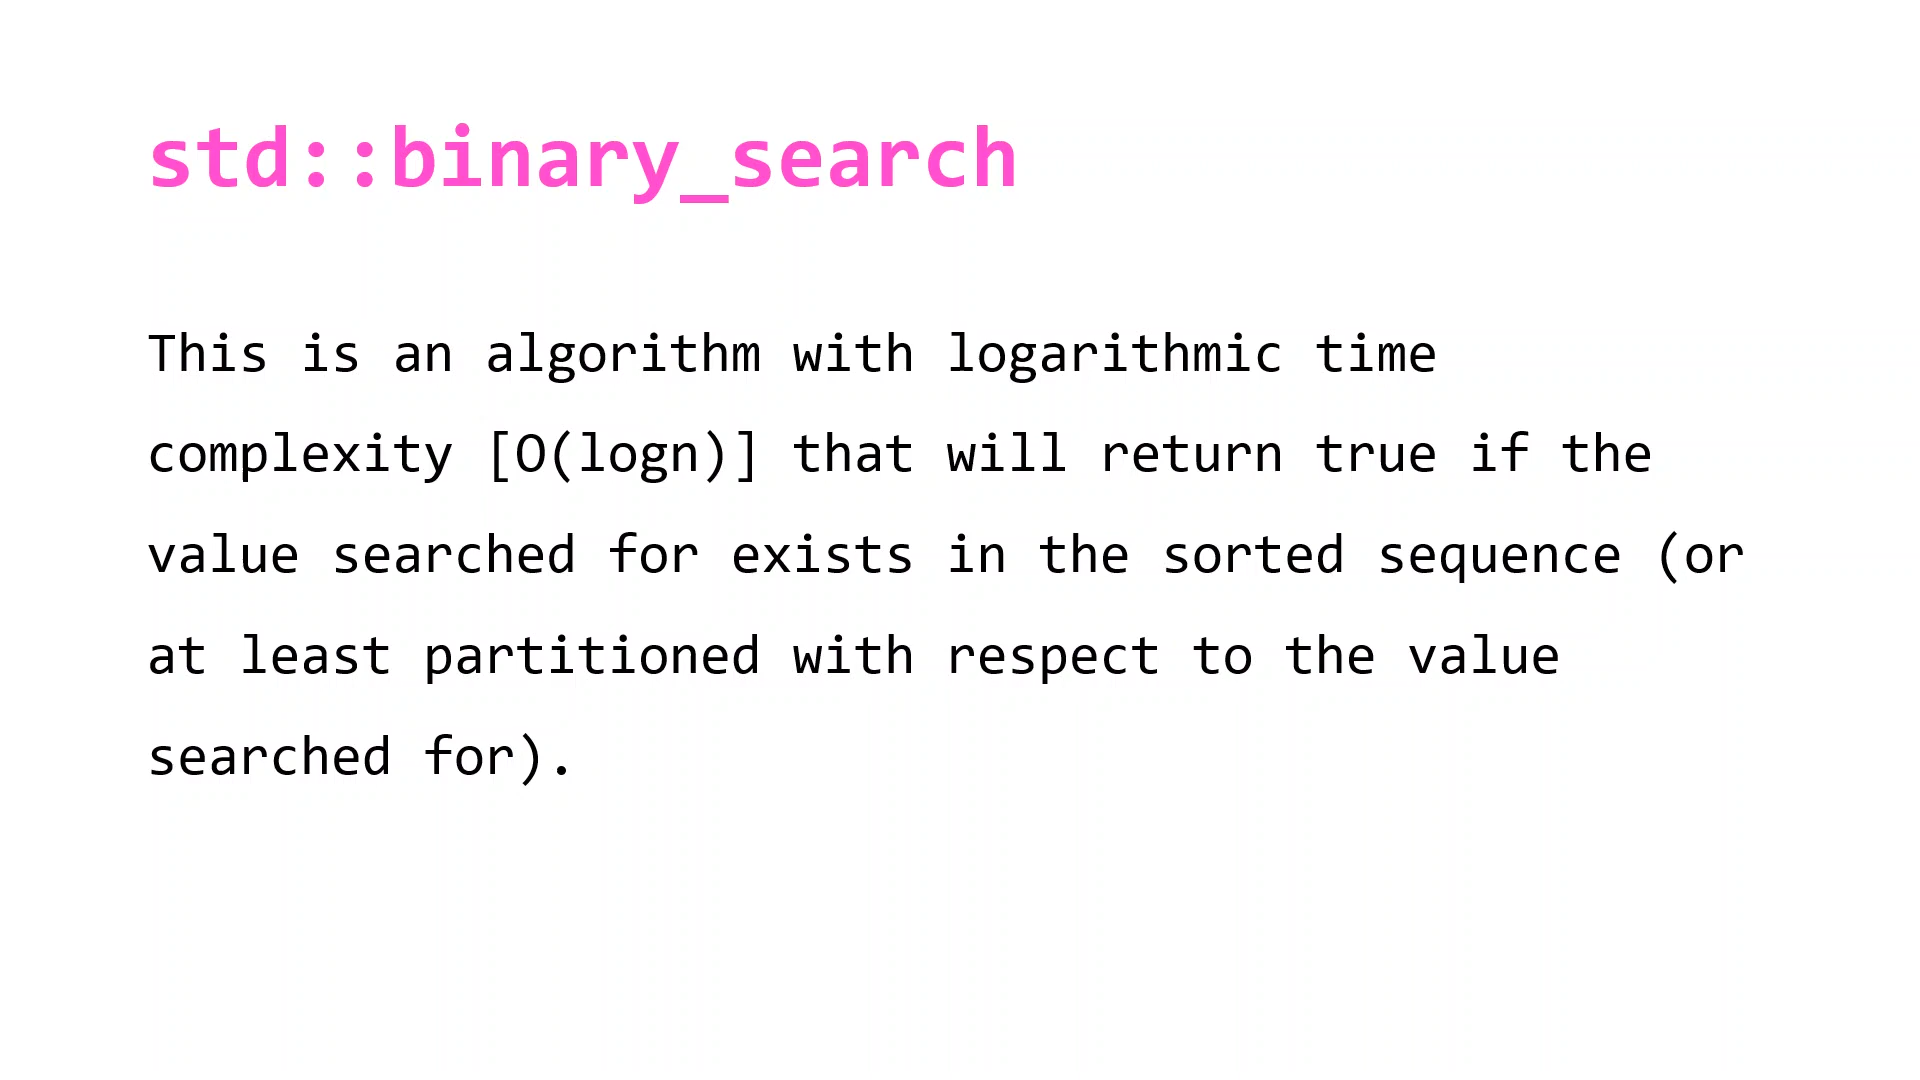 std::binary_search
This is an algorithm with logarithmic time
complexity [O(logn)] that will return true if the
value searched for exists in the sorted sequence (or
at least partitioned with respect to the value
searched for).